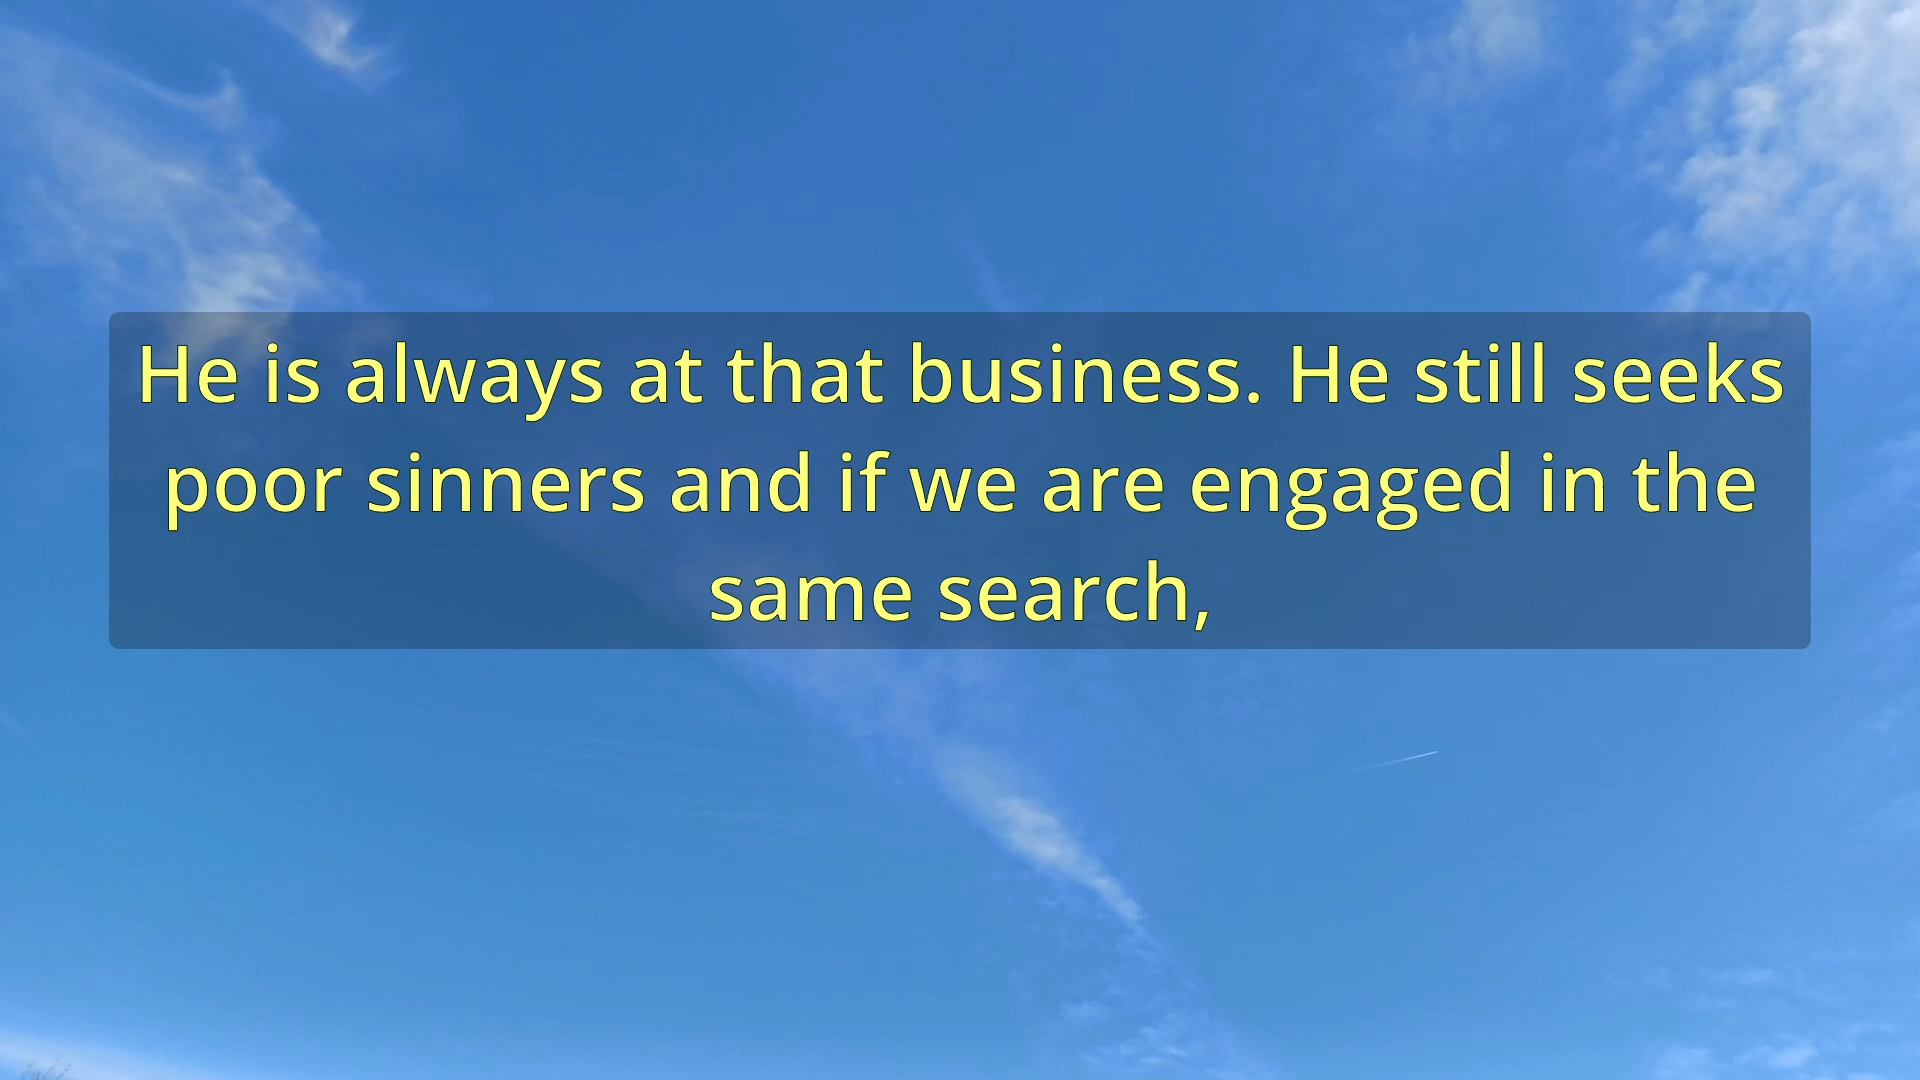 He is always at that business. He still seeks
poor sinners and if we are engaged in the
same search,